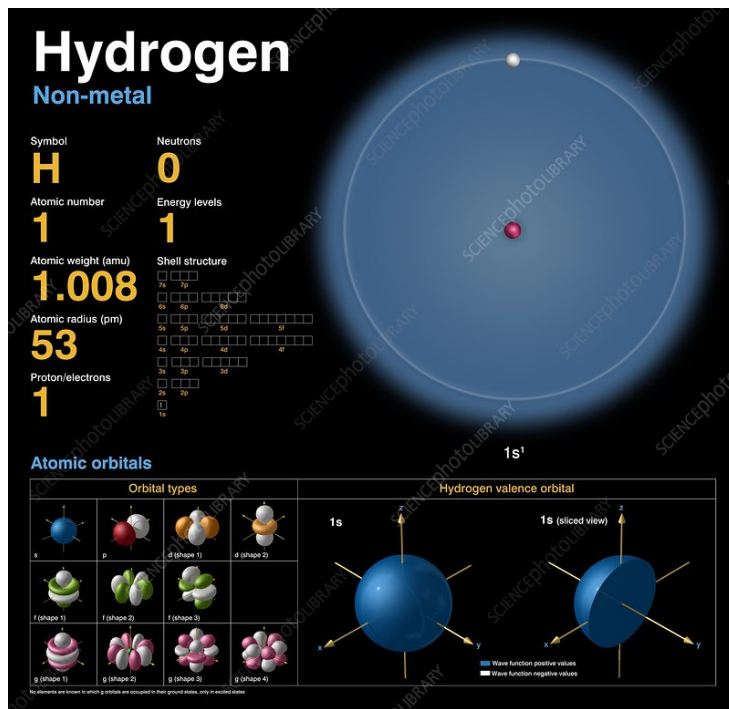 Hydrogen
Non-metal
Symbol
H
Neutrons
0
Atomic number
1
Energy levels
1
Atomic weight (amu)
1.008
Shell structure
7s 7p
6s 6p 6d
5s 5p 5d 5f
4s 4p 4d 4f
3s 3p 3d
2s 2p
1
1s
Atomic radius (pm)
53
Proton/electrons
1
1s¹
Atomic orbitals
Orbital types
Hydrogen valence orbital
s
p
d (shape 1)
d (shape 2)
f (shape 1)
f (shape 2)
f (shape 3)
g (shape 1)
g (shape 2)
g (shape 3)
g (shape 4)
1s
z
x
y
1s (sliced view)
z
x
y
Wave function positive values
Wave function negative values
No elements are known in which g orbitals are occupied in their ground states, only in excited states
SCIENCEphotoLIBRARY